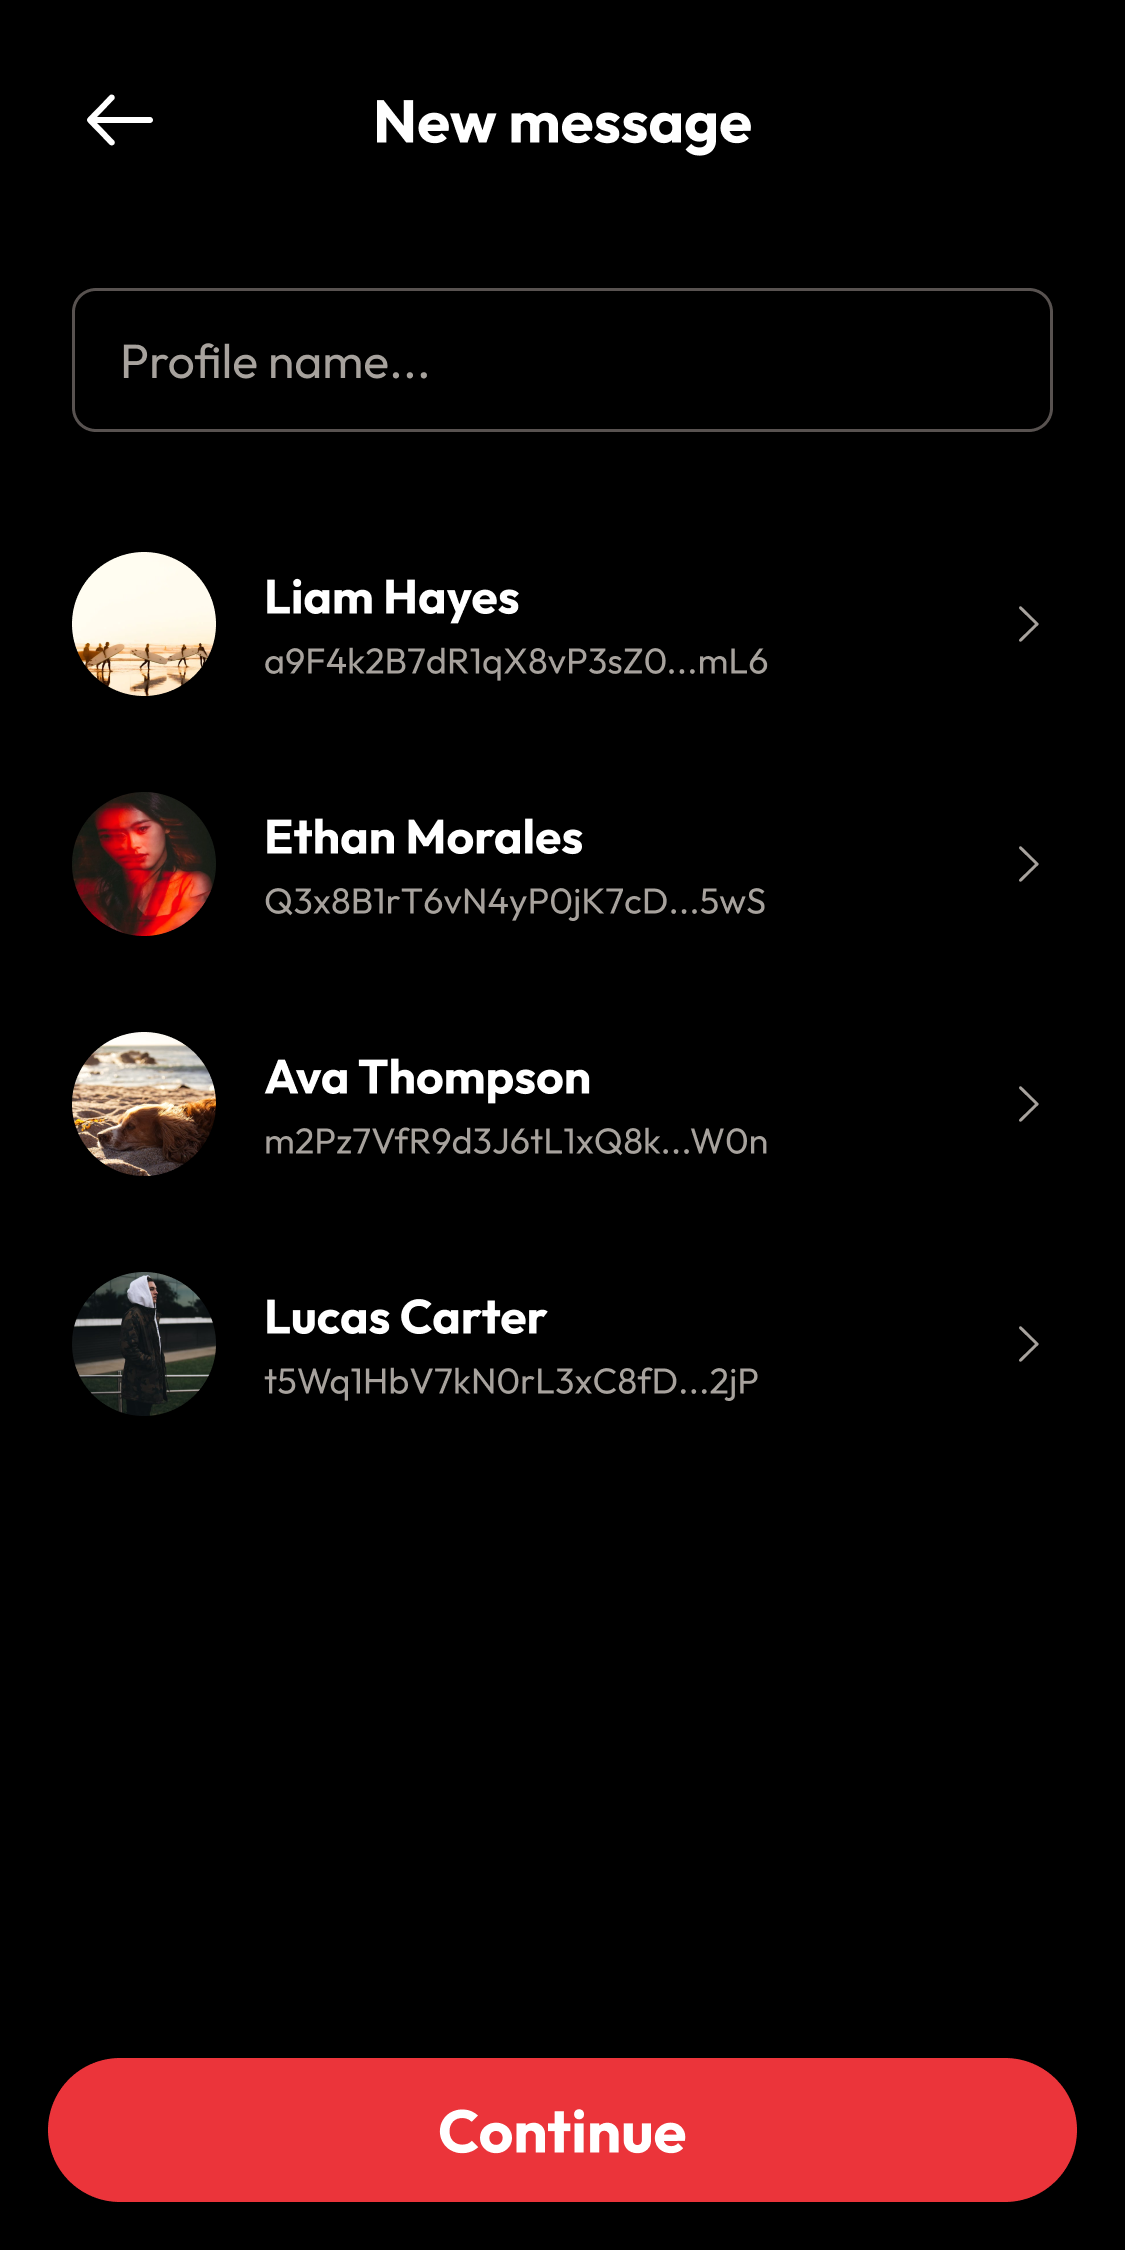 New message
Profile name...
Liam Hayes
a9F4k2B7dR1qX8vP3sZ0...mL6
Ethan Morales
Q3x8B1rT6vN4yP0jK7cD...5wS
Ava Thompson
m2Pz7VfR9d3J6tL1xQ8k...W0n
Lucas Carter
t5Wq1HbV7kN0rL3xC8fD...2jP
Continue